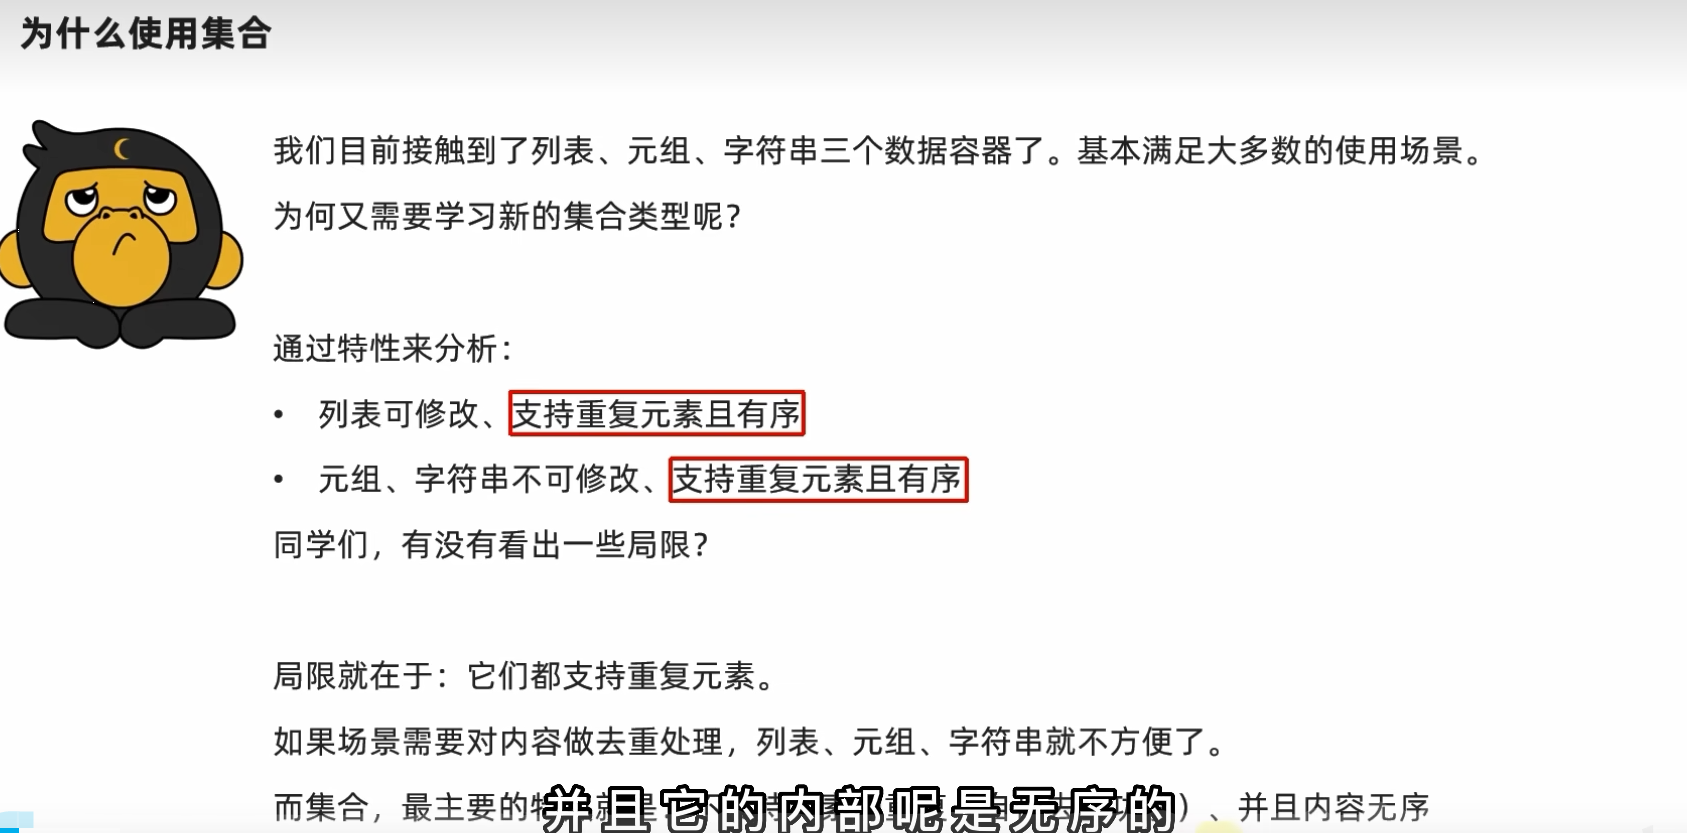 为什么使用集合
我们目前接触到了列表、元组、字符串三个数据容器了。基本满足大多数的使用场景。
为何又需要学习新的集合类型呢？
通过特性来分析：
• 列表可修改、支持重复元素且有序
• 元组、字符串不可修改、支持重复元素且有序
同学们，有没有看出一些局限？
局限就在于：它们都支持重复元素。
如果场景需要对内容做去重处理，列表、元组、字符串就不方便了。
而集合，最主要的特 就是： ）、并且内容无序
并且它的内部呢是无序的